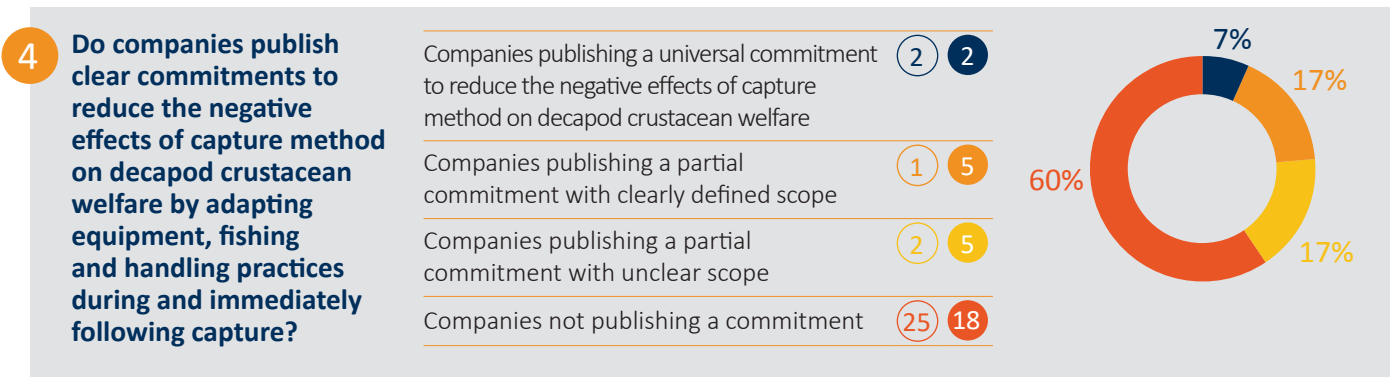 4
Do companies publish
clear commitments to
reduce the negative
effects of capture method
on decapod crustacean
welfare by adapting
equipment, fishing
and handling practices
during and immediately
following capture?
Companies publishing a universal commitment
to reduce the negative effects of capture
method on decapod crustacean welfare
2 2
Companies publishing a partial
commitment with clearly defined scope
1 5
Companies publishing a partial
commitment with unclear scope
2 5
Companies not publishing a commitment
25 18
7%
17%
60%
17%